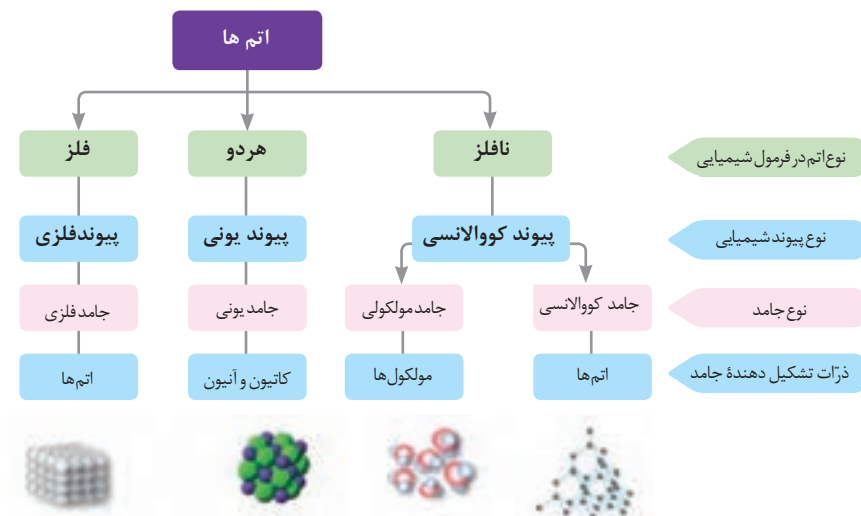 اتم ها
نوع اتم در فرمول شیمیایی
نافلز
هردو
فلز
نوع پیوند شیمیایی
پیوند کووالانسی
پیوند یونی
پیوندفلزی
نوع جامد
جامد کووالانسی
جامد مولکولی
جامد یونی
جامد فلزی
ذرّات تشکیل دهندهٔ جامد
اتم‌ها
مولکول‌ها
کاتیون و آنیون
اتم‌ها